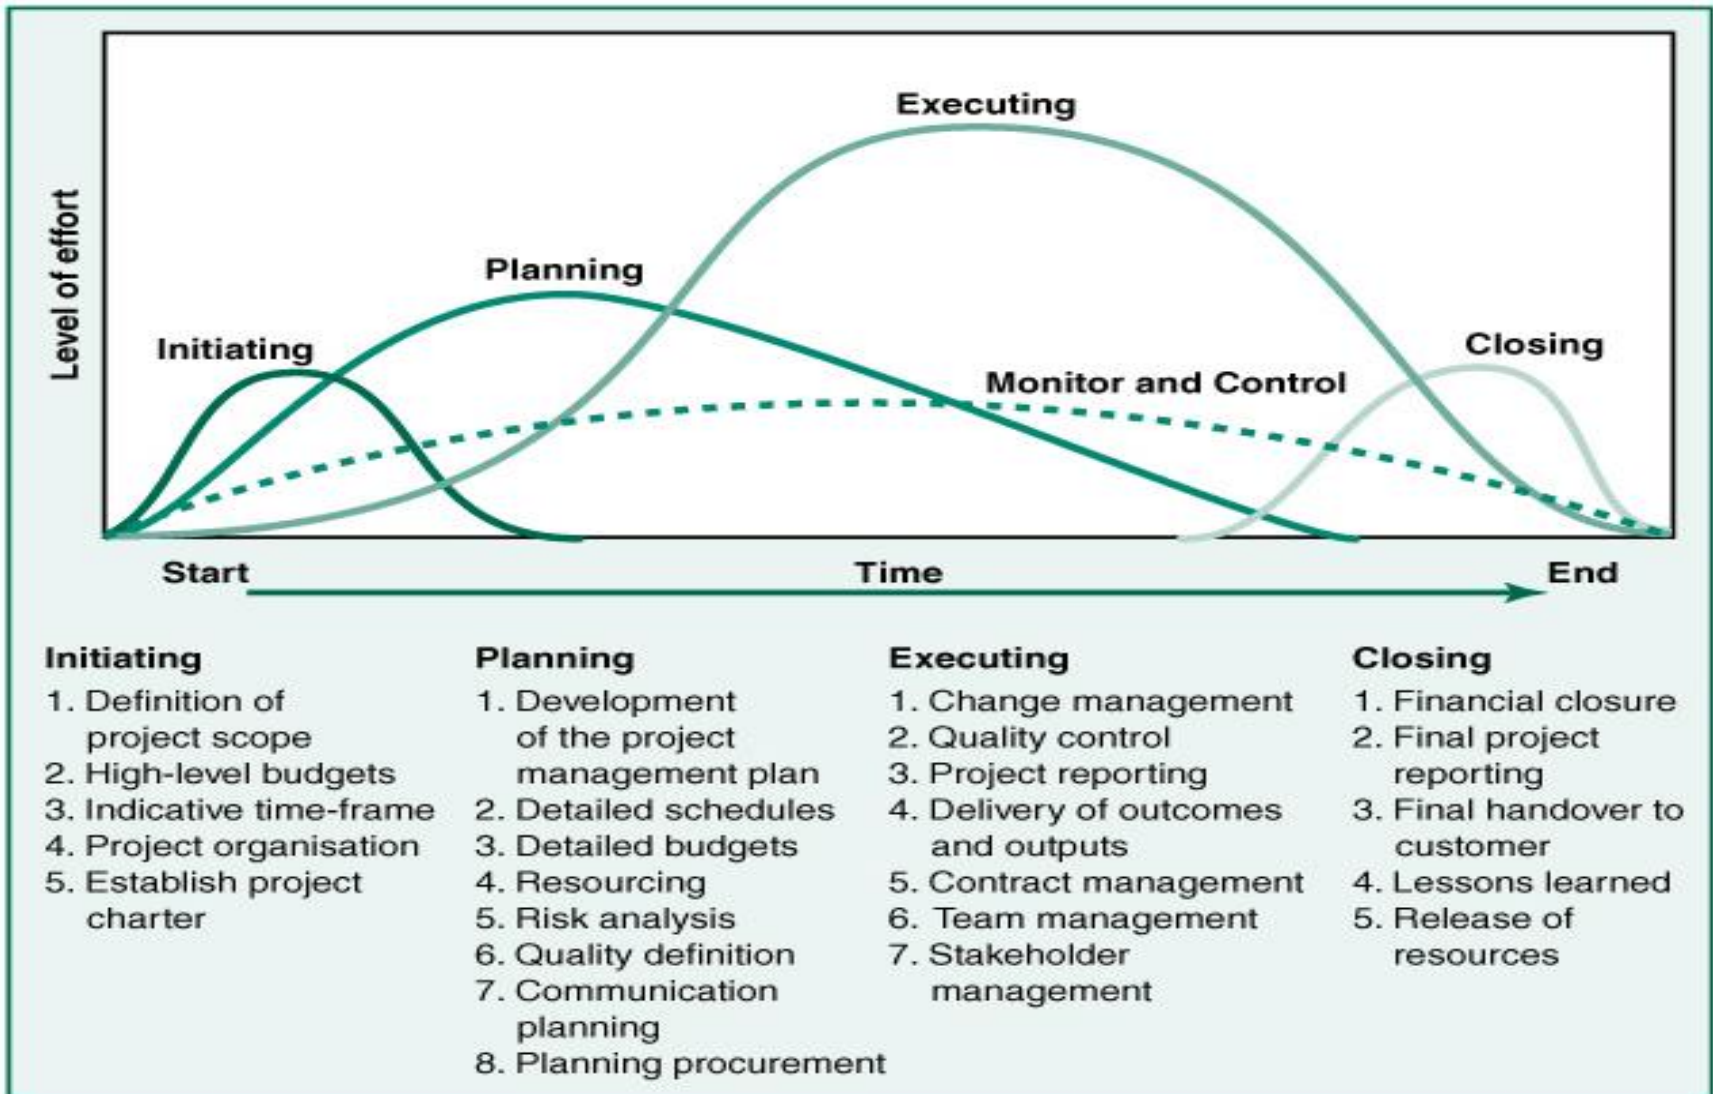 Executing
Level of effort
Planning
Initiating
Closing
Monitor and Control
Start
Time
End
Initiating
1. Definition of
project scope
2. High-level budgets
3. Indicative time-frame
4. Project organisation
5. Establish project
charter
Planning
1. Development
of the project
management plan
2. Detailed schedules
3. Detailed budgets
4. Resourcing
5. Risk analysis
6. Quality definition
7. Communication
planning
8. Planning procurement
Executing
1. Change management
2. Quality control
3. Project reporting
4. Delivery of outcomes
and outputs
5. Contract management
6. Team management
7. Stakeholder
management
Closing
1. Financial closure
2. Final project
reporting
3. Final handover to
customer
4. Lessons learned
5. Release of
resources